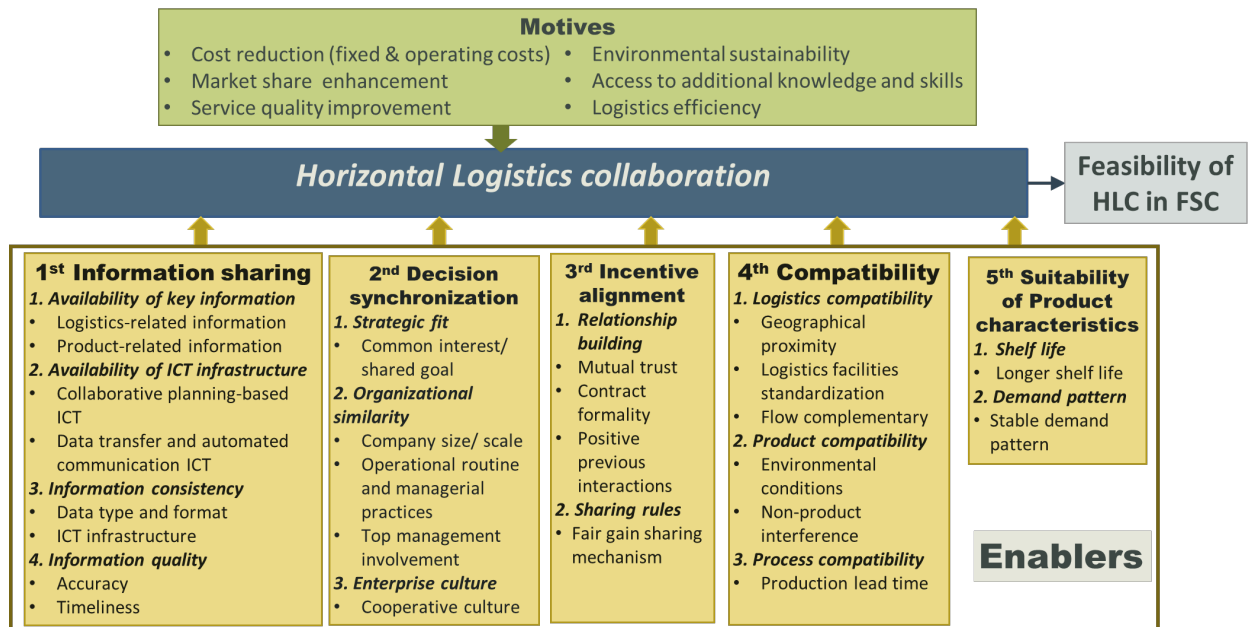 Motives
• Cost reduction (fixed & operating costs)
• Market share enhancement
• Service quality improvement
• Environmental sustainability
• Access to additional knowledge and skills
• Logistics efficiency
Horizontal Logistics collaboration
Feasibility of
HLC in FSC
1st Information sharing
1. Availability of key information
• Logistics-related information
• Product-related information
2. Availability of ICT infrastructure
• Collaborative planning-based
ICT
• Data transfer and automated
communication ICT
3. Information consistency
• Data type and format
• ICT infrastructure
4. Information quality
• Accuracy
• Timeliness
2nd Decision
synchronization
1. Strategic fit
• Common interest/
shared goal
2. Organizational
similarity
• Company size/ scale
• Operational routine
and managerial
practices
• Top management
involvement
3. Enterprise culture
• Cooperative culture
3rd Incentive
alignment
1. Relationship
building
• Mutual trust
• Contract
formality
• Positive
previous
interactions
2. Sharing rules
• Fair gain sharing
mechanism
4th Compatibility
1. Logistics compatibility
• Geographical
proximity
• Logistics facilities
standardization
• Flow complementary
2. Product compatibility
• Environmental
conditions
• Non-product
interference
3. Process compatibility
• Production lead time
5th Suitability
of Product
characteristics
1. Shelf life
• Longer shelf life
2. Demand pattern
• Stable demand
pattern
Enablers